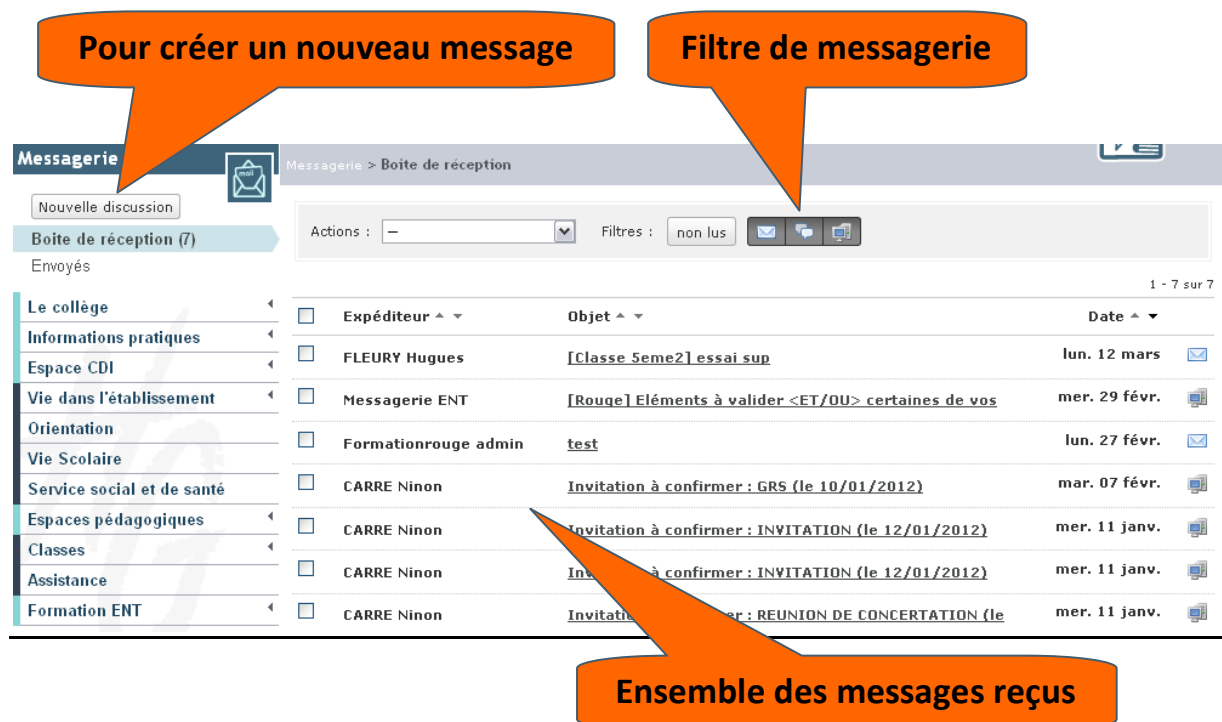 Pour créer un nouveau message
Filtre de messagerie
Messagerie
mail
Messagerie > Boite de réception
Nouvelle discussion
Boite de réception (7)
Envoyés
Actions : – Filtres : non lus
1 - 7 sur 7
Le collège
Informations pratiques
Espace CDI
Vie dans l'établissement
Orientation
Vie Scolaire
Service social et de santé
Espaces pédagogiques
Classes
Assistance
Formation ENT
Expéditeur Objet Date
FLEURY Hugues [Classe 5eme2] essai sup lun. 12 mars
Messagerie ENT [Rouge] Eléments à valider <ET/OU> certaines de vos mer. 29 févr.
Formationrouge admin test lun. 27 févr.
CARRE Ninon Invitation à confirmer : GRS (le 10/01/2012) mar. 07 févr.
CARRE Ninon Invitation à confirmer : INVITATION (le 12/01/2012) mer. 11 janv.
CARRE Ninon à confirmer : INVITATION (le 12/01/2012) mer. 11 janv.
CARRE Ninon : REUNION DE CONCERTATION (le mer. 11 janv.
Ensemble des messages reçus